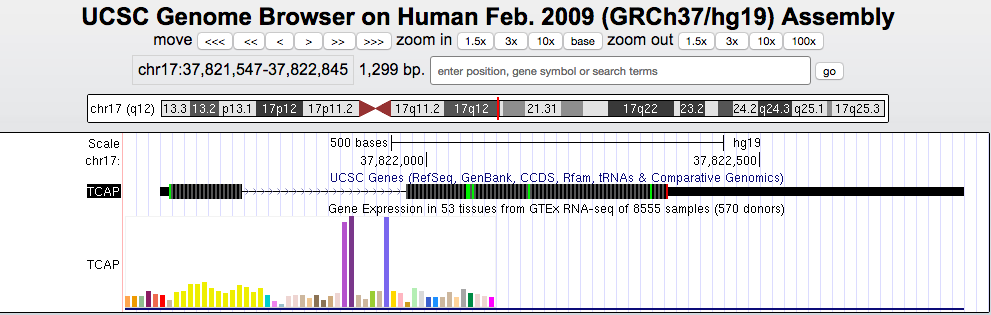 UCSC Genome Browser on Human Feb. 2009 (GRCh37/hg19) Assembly
move <<< << < > >> >>> zoom in 1.5x 3x 10x base zoom out 1.5x 3x 10x 100x
chr17:37,821,547-37,822,845 1,299 bp. enter position, gene symbol or search terms go
chr17 (q12) 13.3 13.2 p13.1 17p12 17p11.2 17q11.2 17q12 21.31 17q22 23.2 24.2 q24.3 q25.1 17q25.3
Scale 500 bases hg19
chr17: 37,822,000 37,822,500
UCSC Genes (RefSeq, GenBank, CCDS, Rfam, tRNAs & Comparative Genomics)
TCAP
Gene Expression in 53 tissues from GTEx RNA-seq of 8555 samples (570 donors)
TCAP